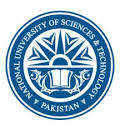 NATIONAL UNIVERSITY OF SCIENCES & TECHNOLOGY
★ PAKISTAN ★